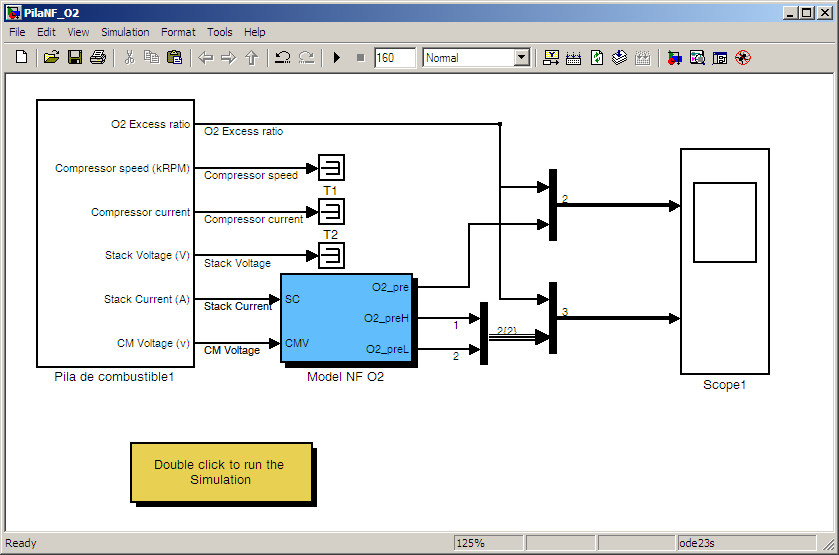 PilaNF_O2
File Edit View Simulation Format Tools Help
160
Normal
O2 Excess ratio
O2 Excess ratio
Compressor speed (kRPM)
Compressor speed
T1
Compressor current
Compressor current
T2
Stack Voltage (V)
Stack Voltage
Stack Current (A)
Stack Current
CM Voltage (v)
CM Voltage
Pila de combustible1
SC
CMV
O2_pre
O2_preH
O2_preL
Model NF O2
1
2
2{2}
2
3
Scope1
Double click to run the
Simulation
Ready
125%
ode23s